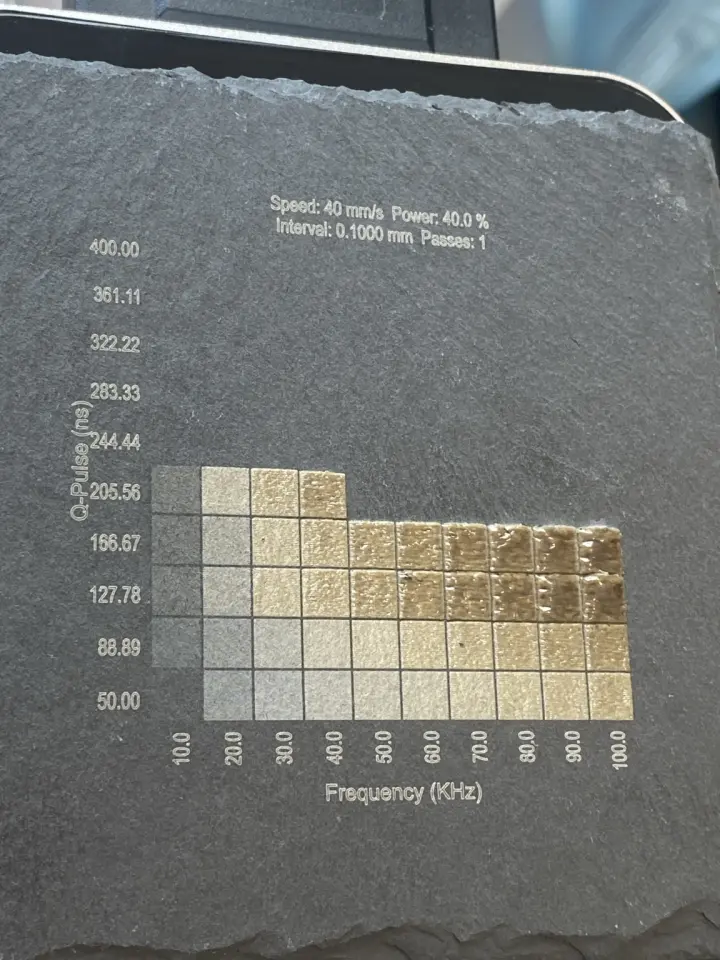 Speed: 40 mm/s Power: 40.0 %
Interval: 0.1000 mm Passes: 1
400.00
361.11
322.22
283.33
244.44
205.56
166.67
127.78
88.89
50.00
Q-Pulse (ns)
10.0 20.0 30.0 40.0 50.0 60.0 70.0 80.0 90.0 100.0
Frequency (KHz)